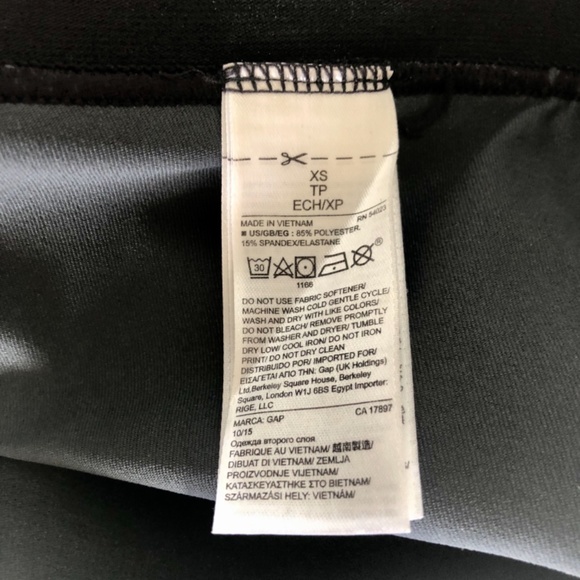 XS
TP
ECH/XP
MADE IN VIETNAM RN 54023
■ US/GB/EG : 85% POLYESTER,
15% SPANDEX/ELASTANE
30
®
1166
DO NOT USE FABRIC SOFTENER/
MACHINE WASH COLD GENTLE CYCLE/
WASH AND DRY WITH LIKE COLORS/
DO NOT BLEACH/ REMOVE PROMPTLY
FROM WASHER AND DRYER/ TUMBLE
DRY LOW/ COOL IRON/ DO NOT IRON
PRINT/ DO NOT DRY CLEAN
DISTRIBUIDO POR/ IMPORTED FOR/
ΕΙΣΑΓΕΤΑΙ ΑΠΟ ΤΗΝ: Gap (UK Holdings)
Ltd,Berkeley Square House, Berkeley
Square, London W1J 6BS Egypt Importer:
RIGE, LLC
MARCA: GAP CA 17897
10/15
Одежда второго слоя
FABRIQUE AU VIETNAM/ 越南製造/
DIBUAT DI VIETNAM/ ZEMLJA
PROIZVODNJE VIJETNAM/
ΚΑΤΑΣΚΕΥΑΣΤΗΚΕ ΣΤΟ ΒΙΕΤΝΑΜ/
SZÁRMAZÁSI HELY: VIETNÁM/